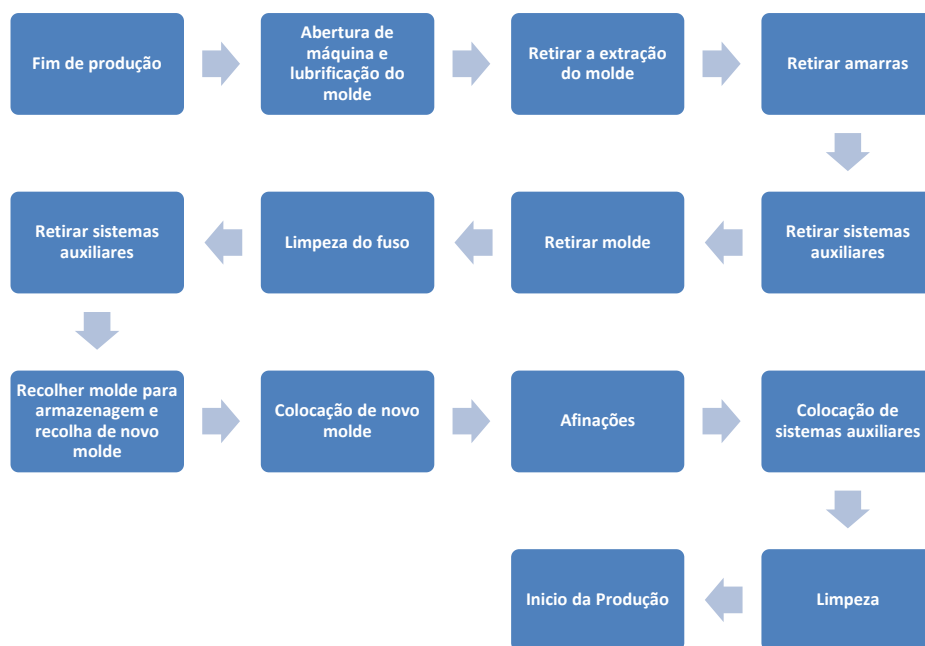 Fim de produção
Abertura de
máquina e
lubrificação do
molde
Retirar a extração
do molde
Retirar amarras
Retirar sistemas
auxiliares
Retirar molde
Limpeza do fuso
Retirar sistemas
auxiliares
Recolher molde para
armazenagem e
recolha de novo
molde
Colocação de novo
molde
Afinações
Colocação de
sistemas auxiliares
Limpeza
Inicio da Produção